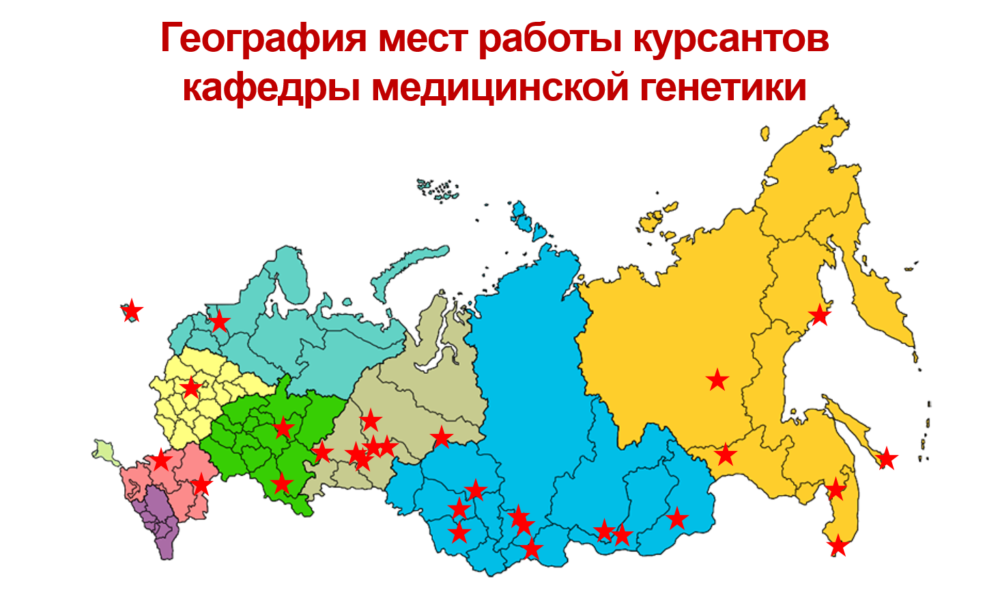 География мест работы курсантов
кафедры медицинской генетики